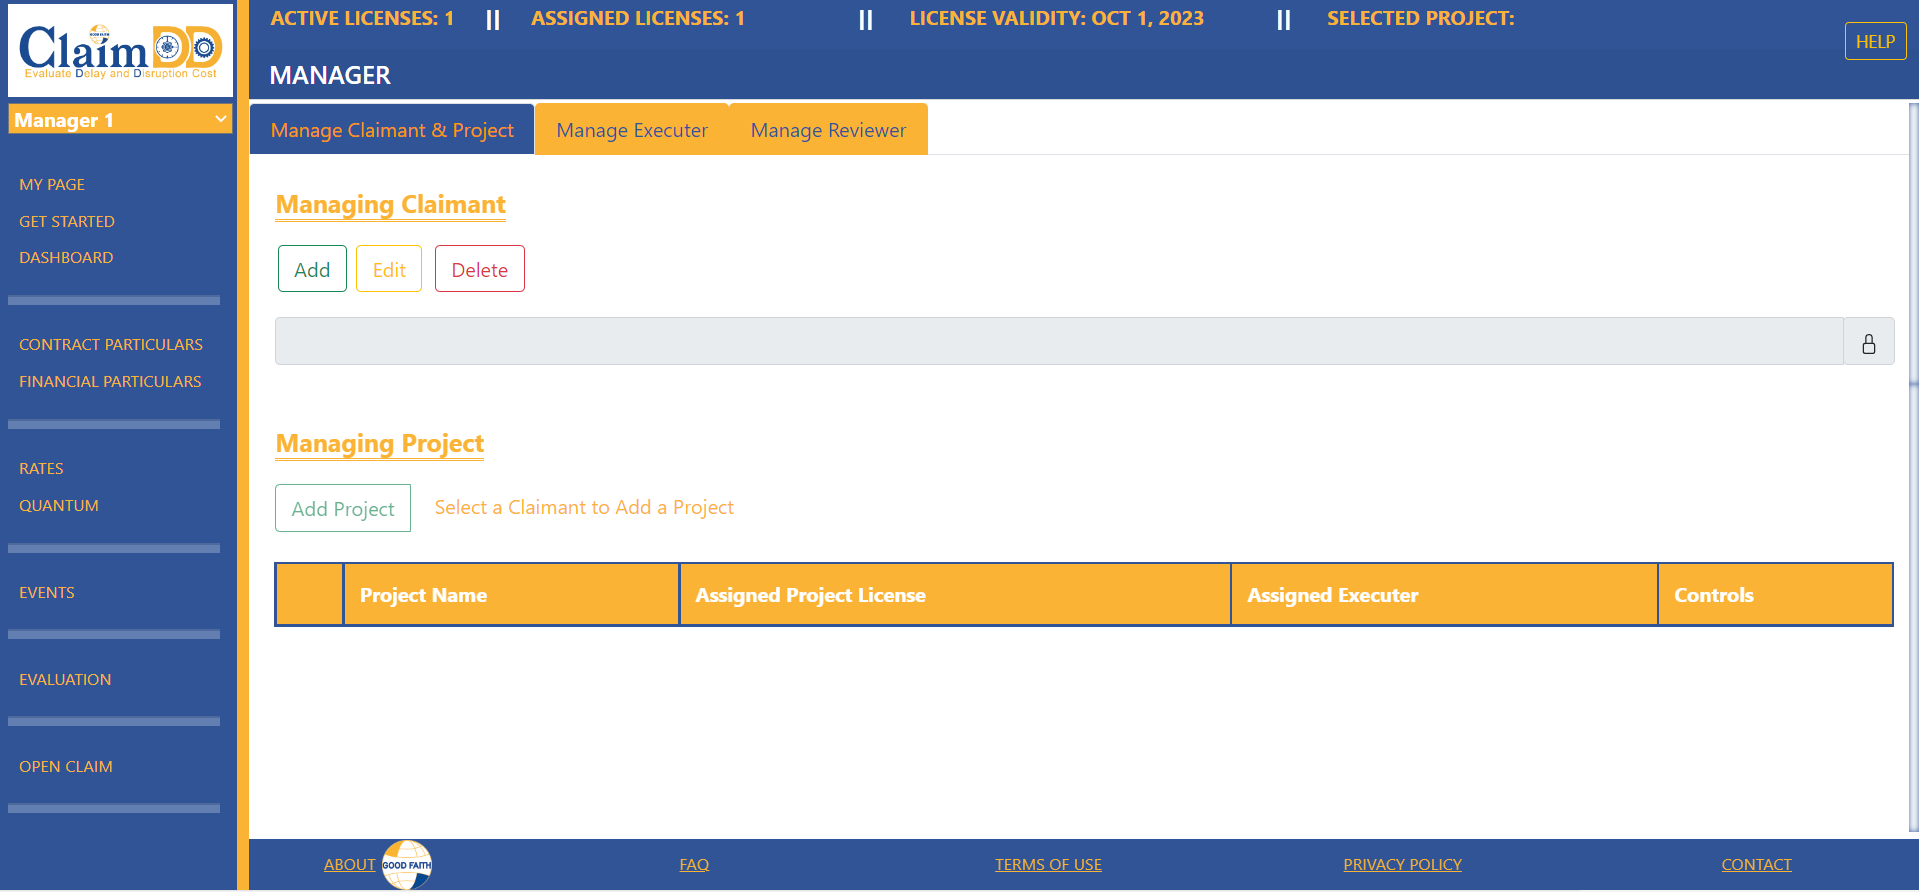 ClaimDD
Evaluate Delay and Disruption Cost
ACTIVE LICENSES: 1 || ASSIGNED LICENSES: 1 || LICENSE VALIDITY: OCT 1, 2023 || SELECTED PROJECT:
HELP
MANAGER
Manager 1
MY PAGE
GET STARTED
DASHBOARD
CONTRACT PARTICULARS
FINANCIAL PARTICULARS
RATES
QUANTUM
EVENTS
EVALUATION
OPEN CLAIM
Manage Claimant & Project Manage Executer Manage Reviewer
Managing Claimant
Add Edit Delete
Managing Project
Add Project Select a Claimant to Add a Project
Project Name Assigned Project License Assigned Executer Controls
ABOUT GOOD FAITH FAQ TERMS OF USE PRIVACY POLICY CONTACT